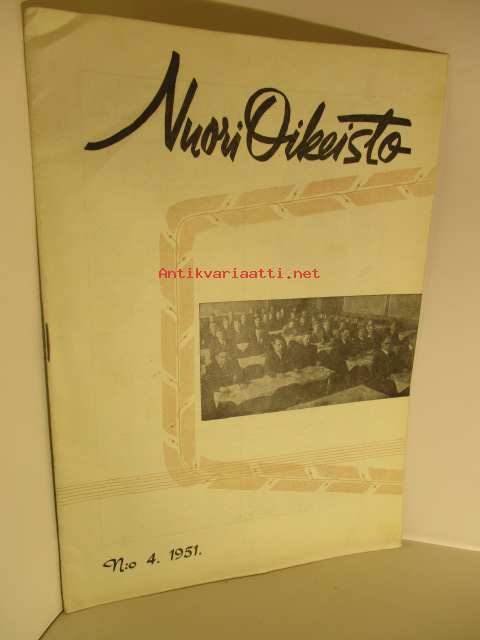 Nuori Oikeisto
Antikvariaatti.net
N:o 4. 1951.